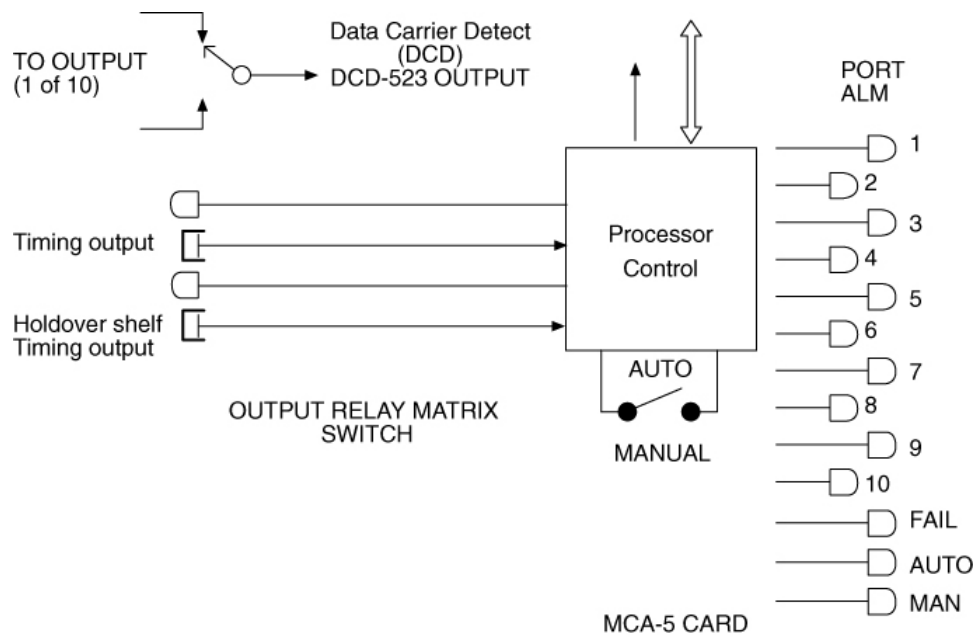 TO OUTPUT
(1 of 10)
Data Carrier Detect
(DCD)
DCD-523 OUTPUT
PORT
ALM
1
2
3
4
5
6
7
8
9
10
FAIL
AUTO
MAN
Timing output
Holdover shelf
Timing output
Processor
Control
AUTO
MANUAL
OUTPUT RELAY MATRIX
SWITCH
MCA-5 CARD